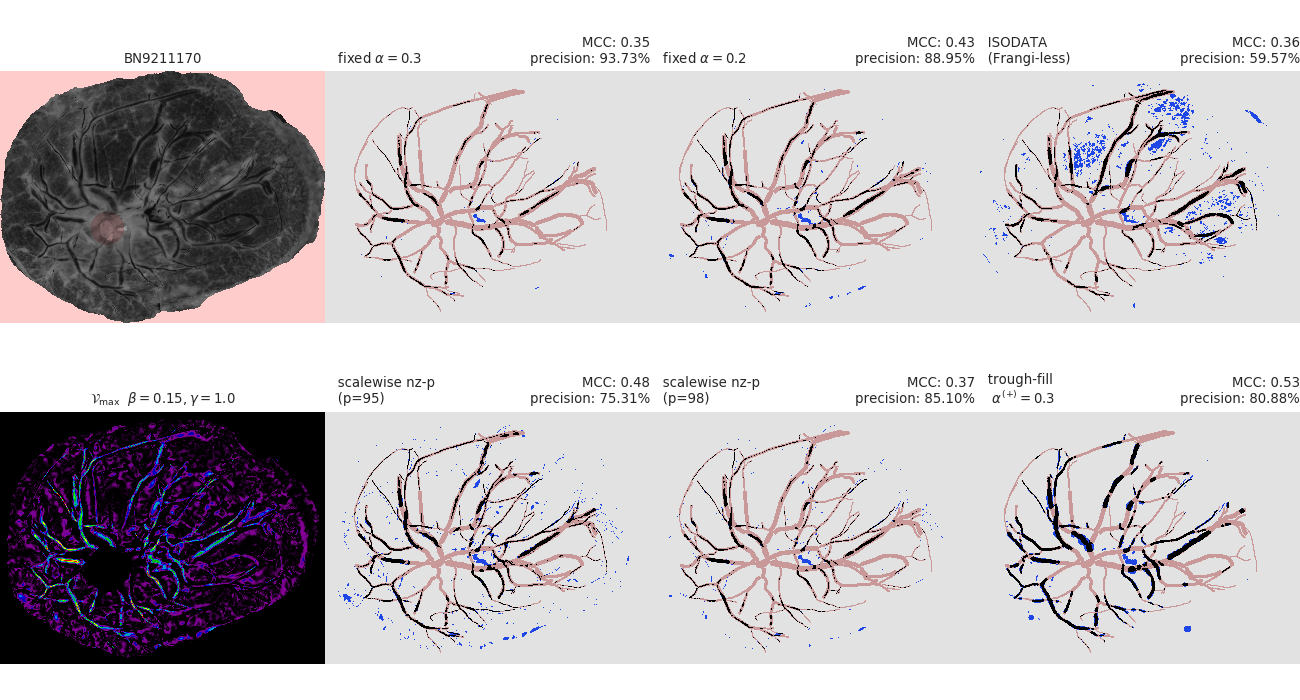 BN9211170
fixed α = 0.3
MCC: 0.35
precision: 93.73%
fixed α = 0.2
MCC: 0.43
precision: 88.95%
ISODATA
(Frangi-less)
MCC: 0.36
precision: 59.57%
𝒱max β = 0.15, γ = 1.0
scalewise nz-p
(p=95)
MCC: 0.48
precision: 75.31%
scalewise nz-p
(p=98)
MCC: 0.37
precision: 85.10%
trough-fill
α(+) = 0.3
MCC: 0.53
precision: 80.88%